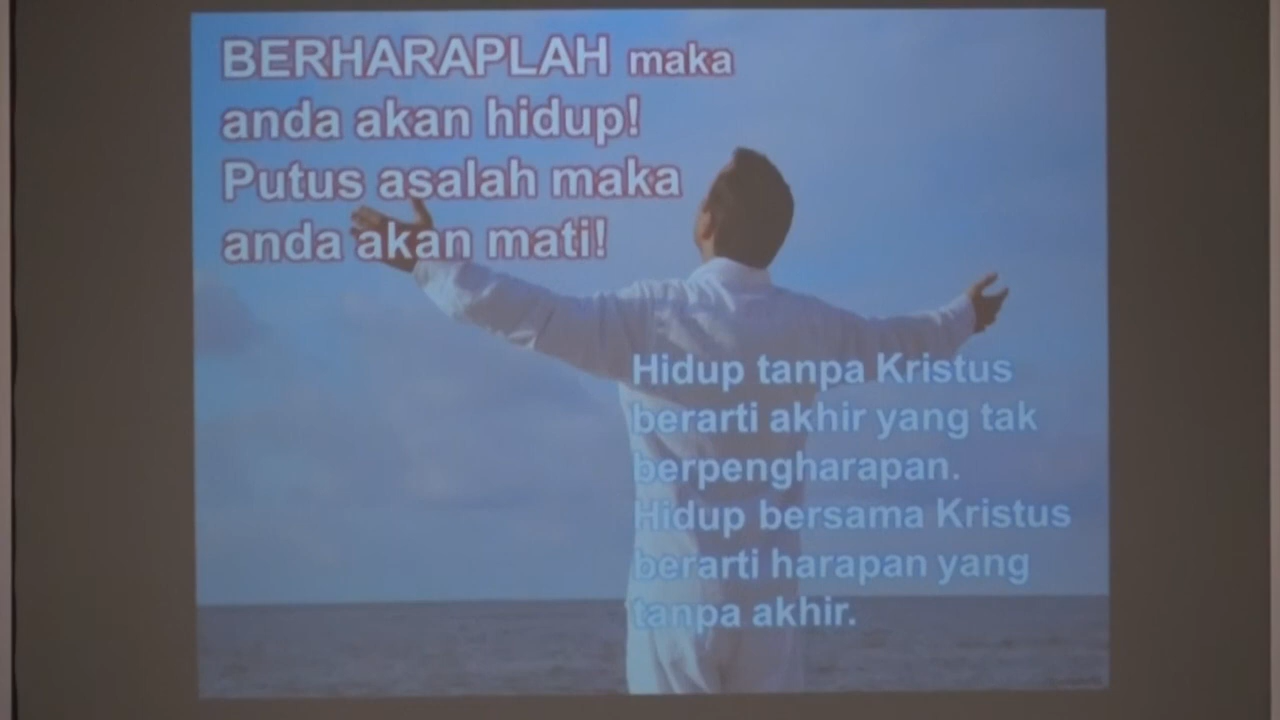 BERHARAPLAH maka
anda akan hidup!
Putus asalah maka
anda akan mati!
Hidup tanpa Kristus
berarti akhir yang tak
berpengharapan.
Hidup bersama Kristus
berarti harapan yang
tanpa akhir.